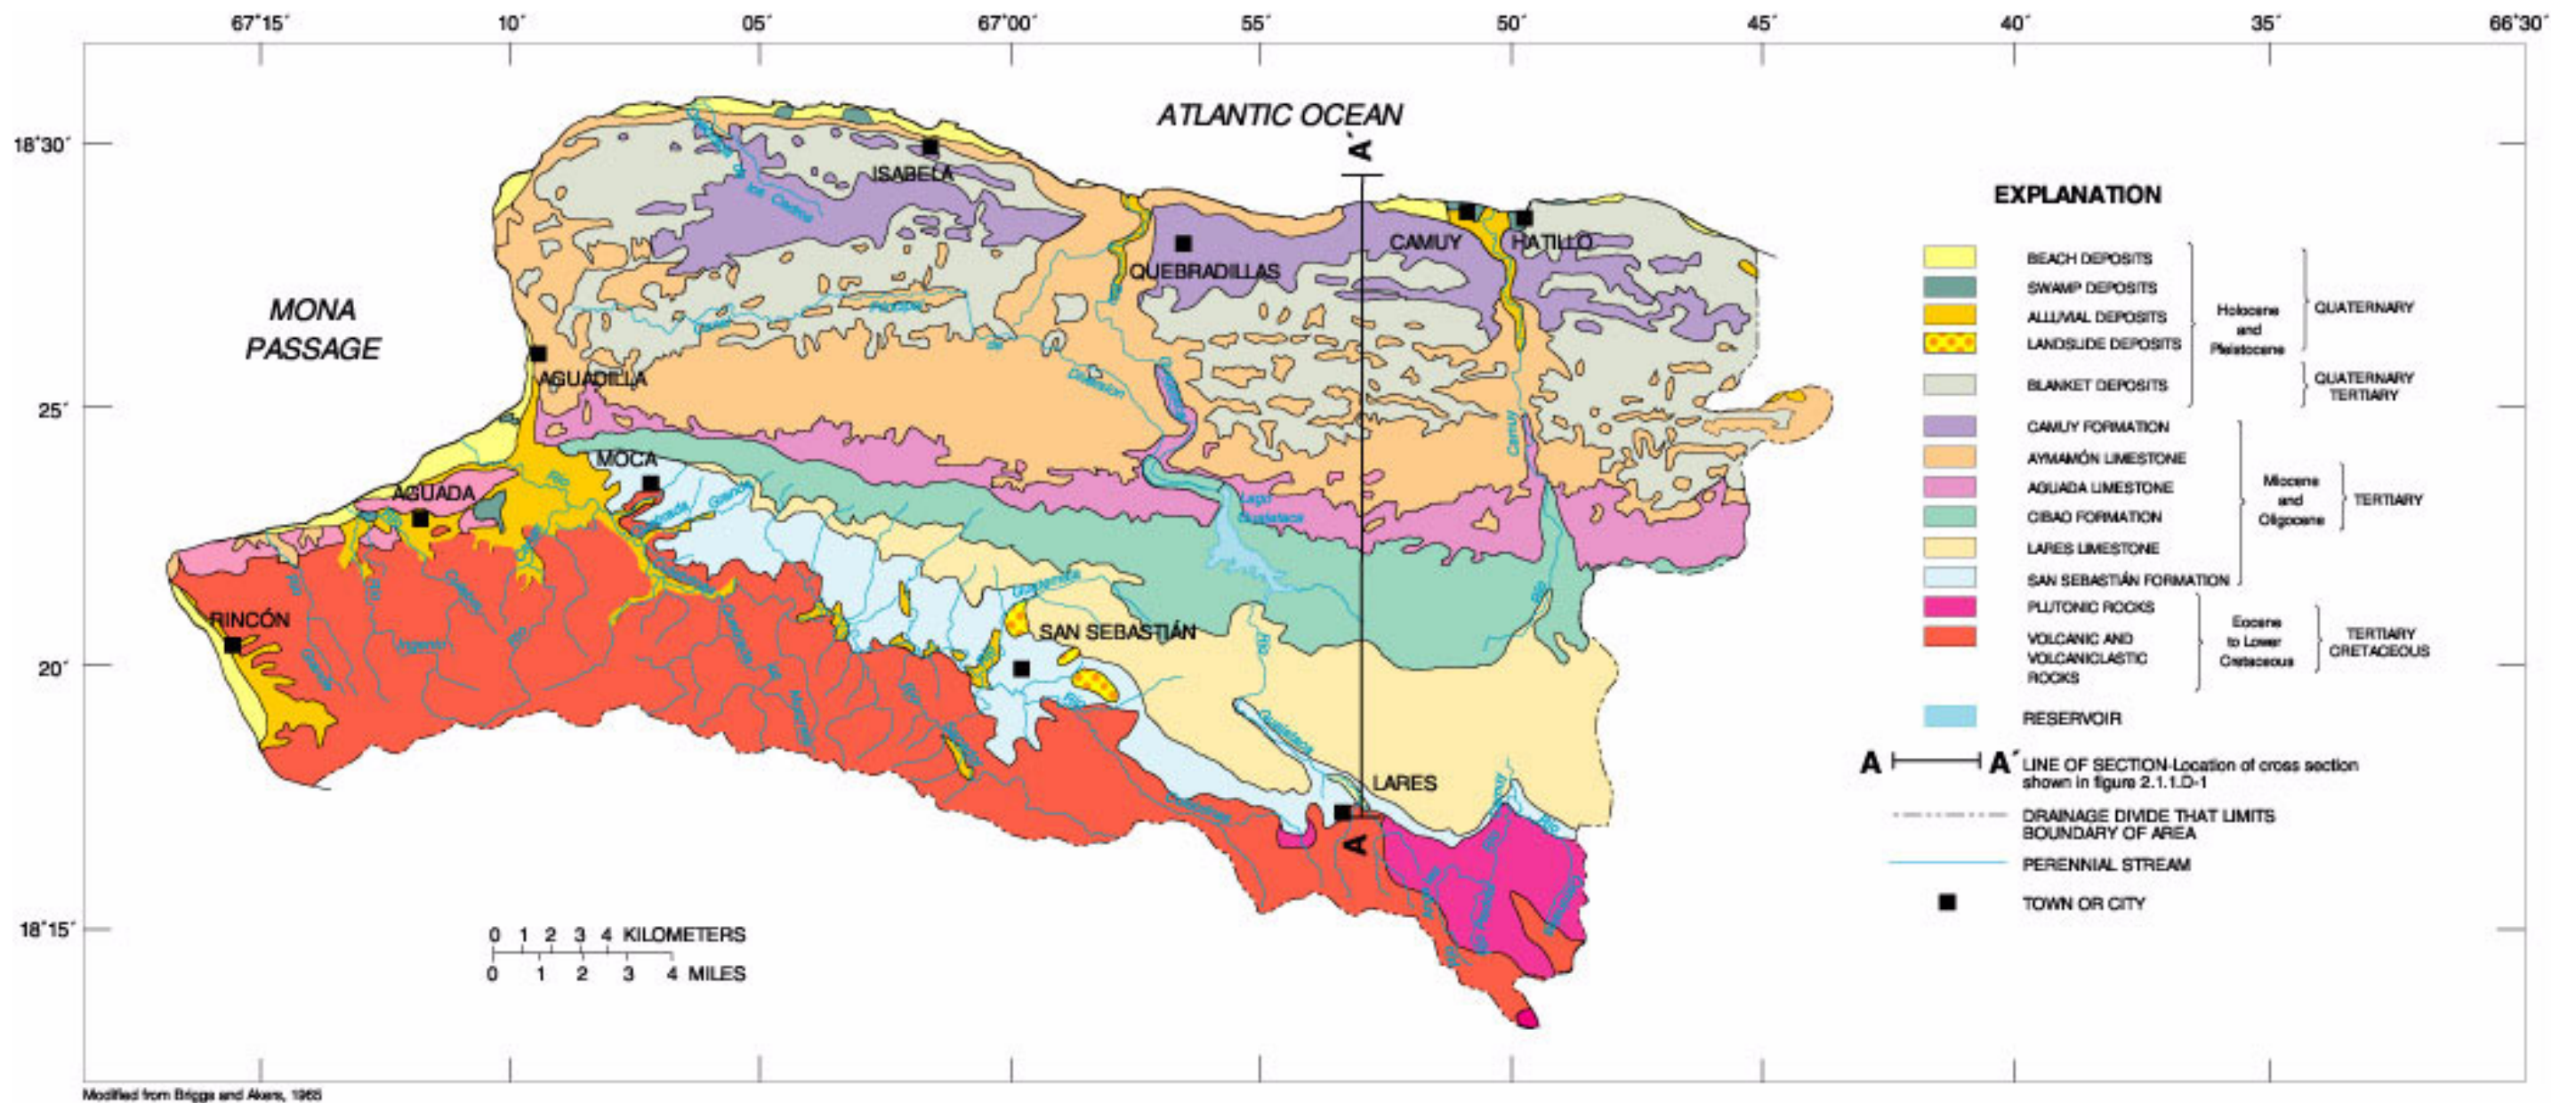 67°15´ 10´ 05´ 67°00´ 55´ 50´ 45´ 40´ 35´ 66°30´
ATLANTIC OCEAN
18°30´
A´
ISABELA
EXPLANATION
CAMUY HATILLO
QUEBRADILLAS
MONA
PASSAGE
AGUADILLA
25´
MOCA
AGUADA
Lago
Guajataca
RINCÓN
SAN SEBASTIÁN
20´
LARES
A
18°15´
BEACH DEPOSITS
SWAMP DEPOSITS
ALLUVIAL DEPOSITS
LANDSLIDE DEPOSITS
BLANKET DEPOSITS
Holocene
and
Pleistocene
QUATERNARY
QUATERNARY
TERTIARY
CAMUY FORMATION
AYMAMÓN LIMESTONE
AGUADA LIMESTONE
CIBAO FORMATION
LARES LIMESTONE
SAN SEBASTIÁN FORMATION
Miocene
and
Oligocene
TERTIARY
PLUTONIC ROCKS
VOLCANIC AND
VOLCANICLASTIC
ROCKS
Eocene
to Lower
Cretaceous
TERTIARY
CRETACEOUS
RESERVOIR
A A´ LINE OF SECTION-Location of cross section
shown in figure 2.1.1.D-1
DRAINAGE DIVIDE THAT LIMITS
BOUNDARY OF AREA
PERENNIAL STREAM
TOWN OR CITY
0 1 2 3 4 KILOMETERS
0 1 2 3 4 MILES
Modified from Briggs and Akers, 1965